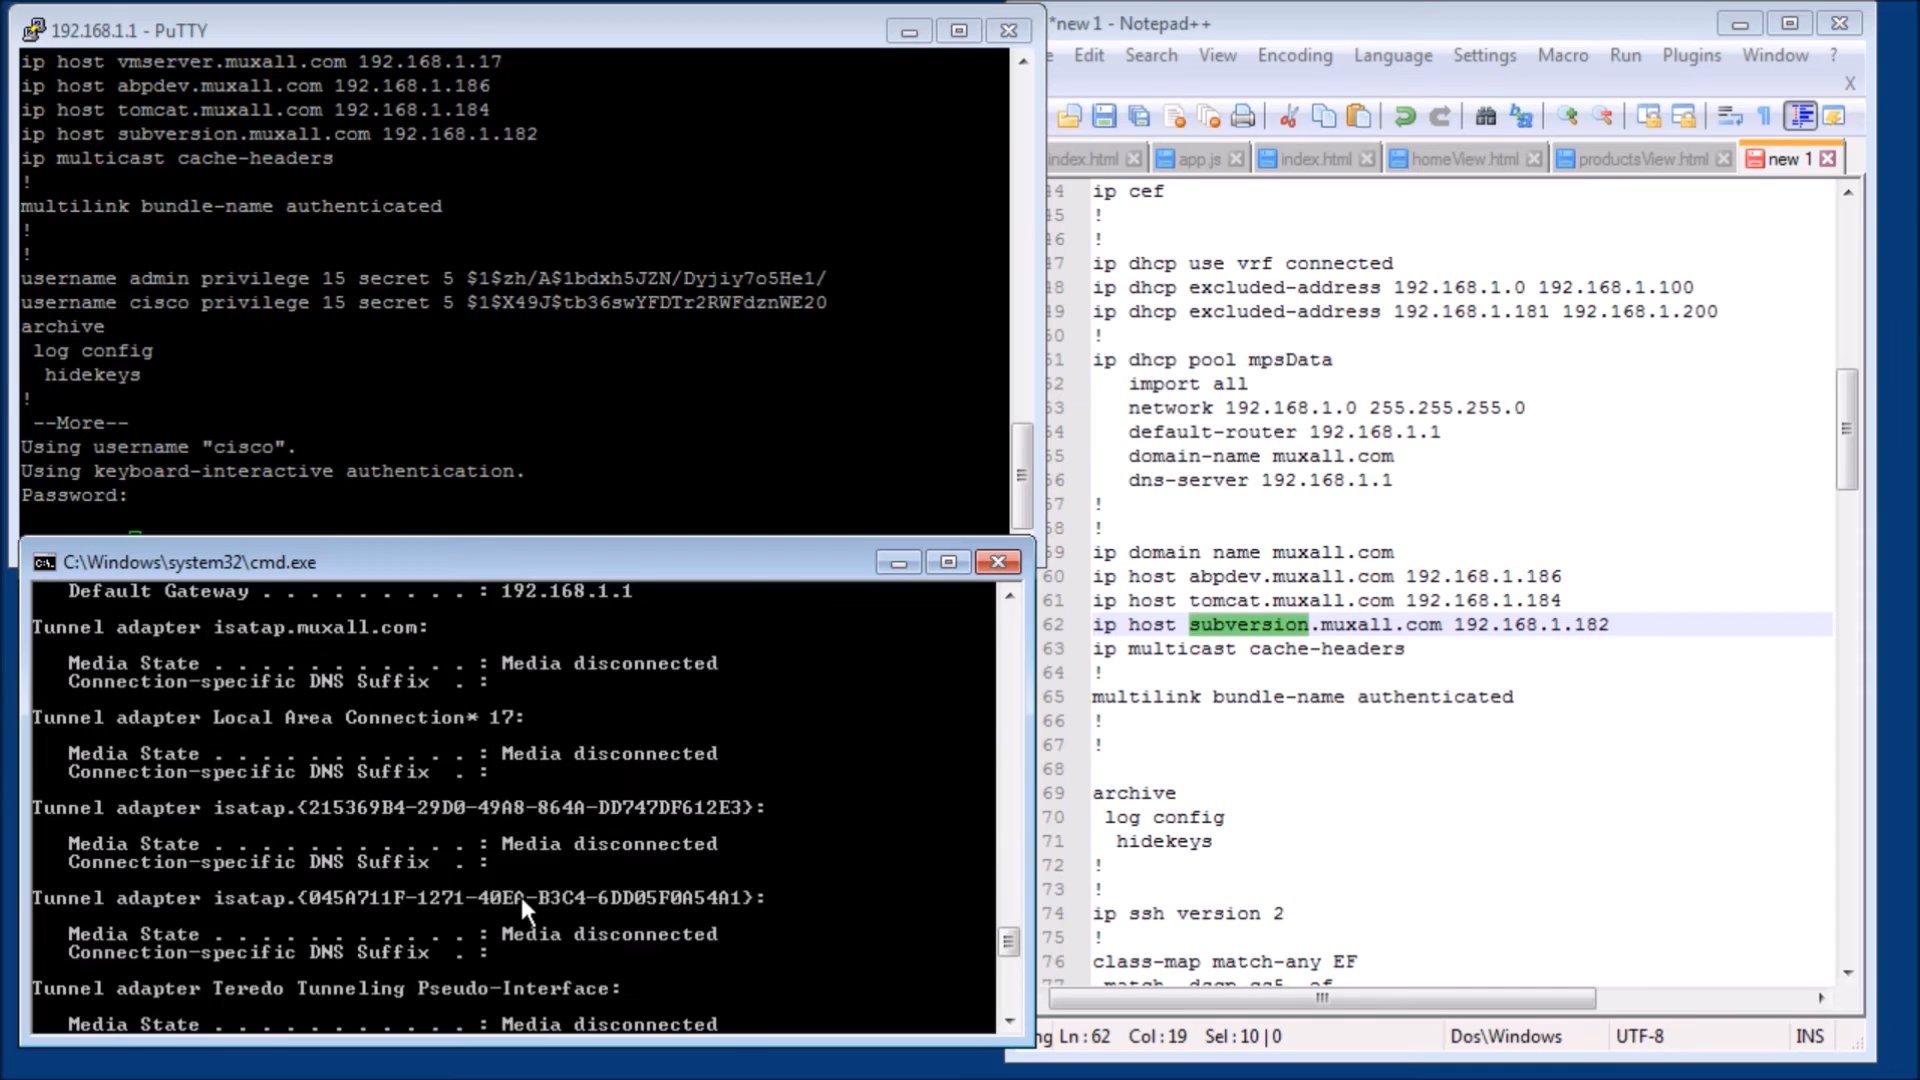 192.168.1.1 - PuTTY
ip host vmserver.muxall.com 192.168.1.17
ip host abpdev.muxall.com 192.168.1.186
ip host tomcat.muxall.com 192.168.1.184
ip host subversion.muxall.com 192.168.1.182
ip multicast cache-headers
!
multilink bundle-name authenticated
!
!
username admin privilege 15 secret 5 $1$zh/A$1bdxh5JZN/Dyjiy7o5He1/
username cisco privilege 15 secret 5 $1$X49J$tb36swYFDTr2RWFdznWE20
archive
log config
hidekeys
!
--More--
Using username "cisco".
Using keyboard-interactive authentication.
Password:
C:\Windows\system32\cmd.exe
Default Gateway . . . . . . . . . : 192.168.1.1
Tunnel adapter isatap.muxall.com:
Media State . . . . . . . . . . . : Media disconnected
Connection-specific DNS Suffix  . :
Tunnel adapter Local Area Connection* 17:
Media State . . . . . . . . . . . : Media disconnected
Connection-specific DNS Suffix  . :
Tunnel adapter isatap.{215369B4-29D0-49A8-864A-DD747DF612E3}:
Media State . . . . . . . . . . . : Media disconnected
Connection-specific DNS Suffix  . :
Tunnel adapter isatap.{045A711F-1271-40EA-B3C4-6DD05F0A54A1}:
Media State . . . . . . . . . . . : Media disconnected
Connection-specific DNS Suffix  . :
Tunnel adapter Teredo Tunneling Pseudo-Interface:
Media State . . . . . . . . . . . : Media disconnected
*new 1 - Notepad++
e Edit Search View Encoding Language Settings Macro Run Plugins Window ?
X
index.html app.js index.html homeView.html productsView.html new 1
44 ip cef
45 !
46 !
47 ip dhcp use vrf connected
48 ip dhcp excluded-address 192.168.1.0 192.168.1.100
49 ip dhcp excluded-address 192.168.1.181 192.168.1.200
50 !
51 ip dhcp pool mpsData
52 import all
53 network 192.168.1.0 255.255.255.0
54 default-router 192.168.1.1
55 domain-name muxall.com
56 dns-server 192.168.1.1
57 !
58 !
59 ip domain name muxall.com
60 ip host abpdev.muxall.com 192.168.1.186
61 ip host tomcat.muxall.com 192.168.1.184
62 ip host subversion.muxall.com 192.168.1.182
63 ip multicast cache-headers
64 !
65 multilink bundle-name authenticated
66 !
67 !
68
69 archive
70 log config
71 hidekeys
72 !
73 !
74 ip ssh version 2
75 !
76 class-map match-any EF
ng Ln:62 Col:19 Sel:10|0 Dos\Windows UTF-8 INS